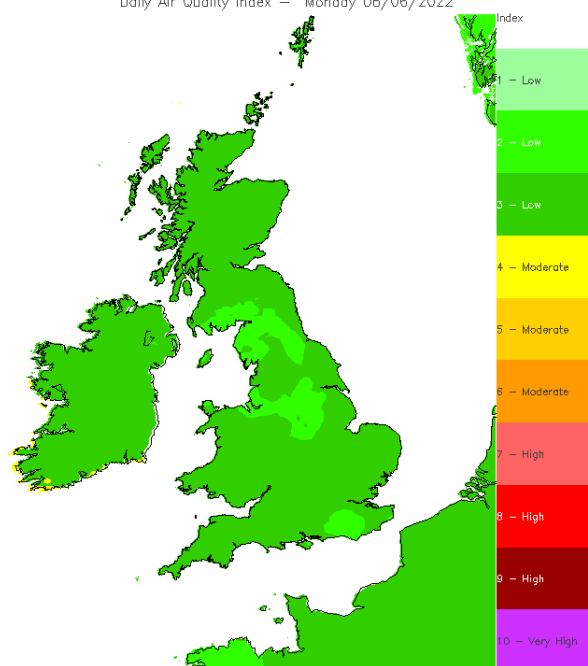 Daily Air Quality Index – Monday 06/06/2022
Index
1 – Low
2 – Low
3 – Low
4 – Moderate
5 – Moderate
6 – Moderate
7 – High
8 – High
9 – High
10 – Very High